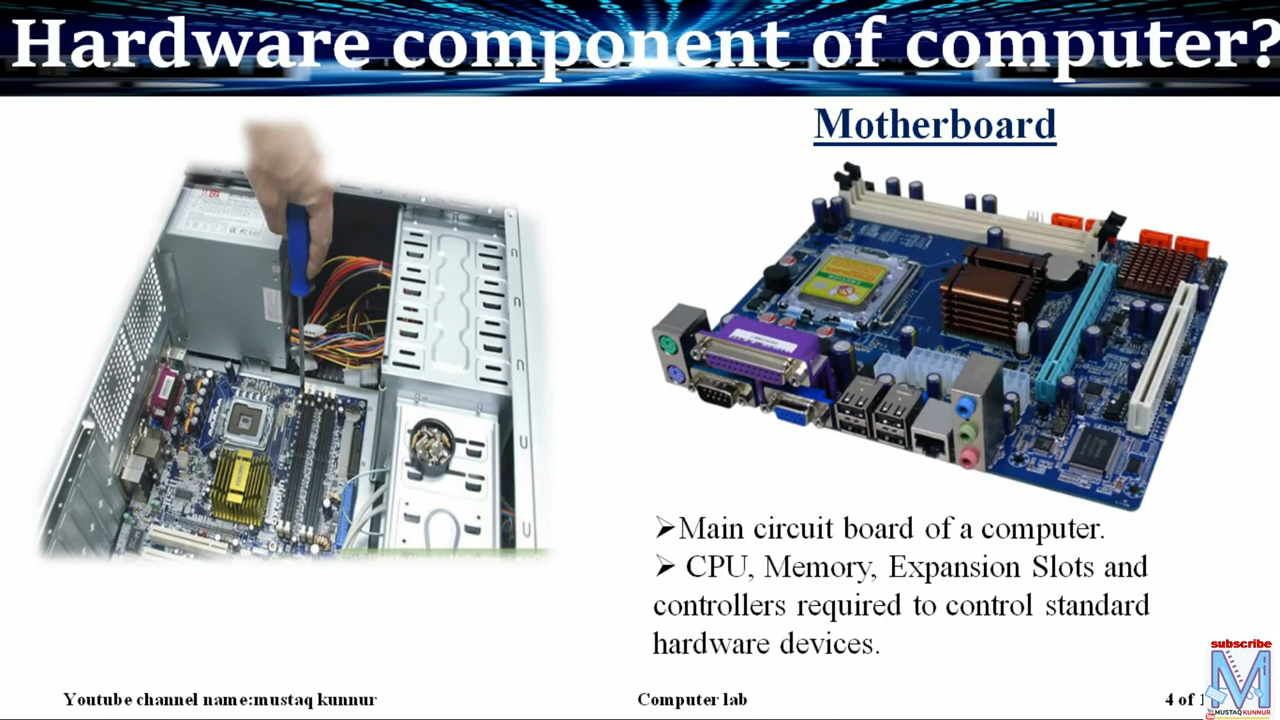 Hardware component of computer?
Motherboard
➢Main circuit board of a computer.
➢ CPU, Memory, Expansion Slots and
controllers required to control standard
hardware devices.
Youtube channel name:mustaq kunnur
Computer lab
4 of 1
subscribe
M
MUSTAQ KUNNUR